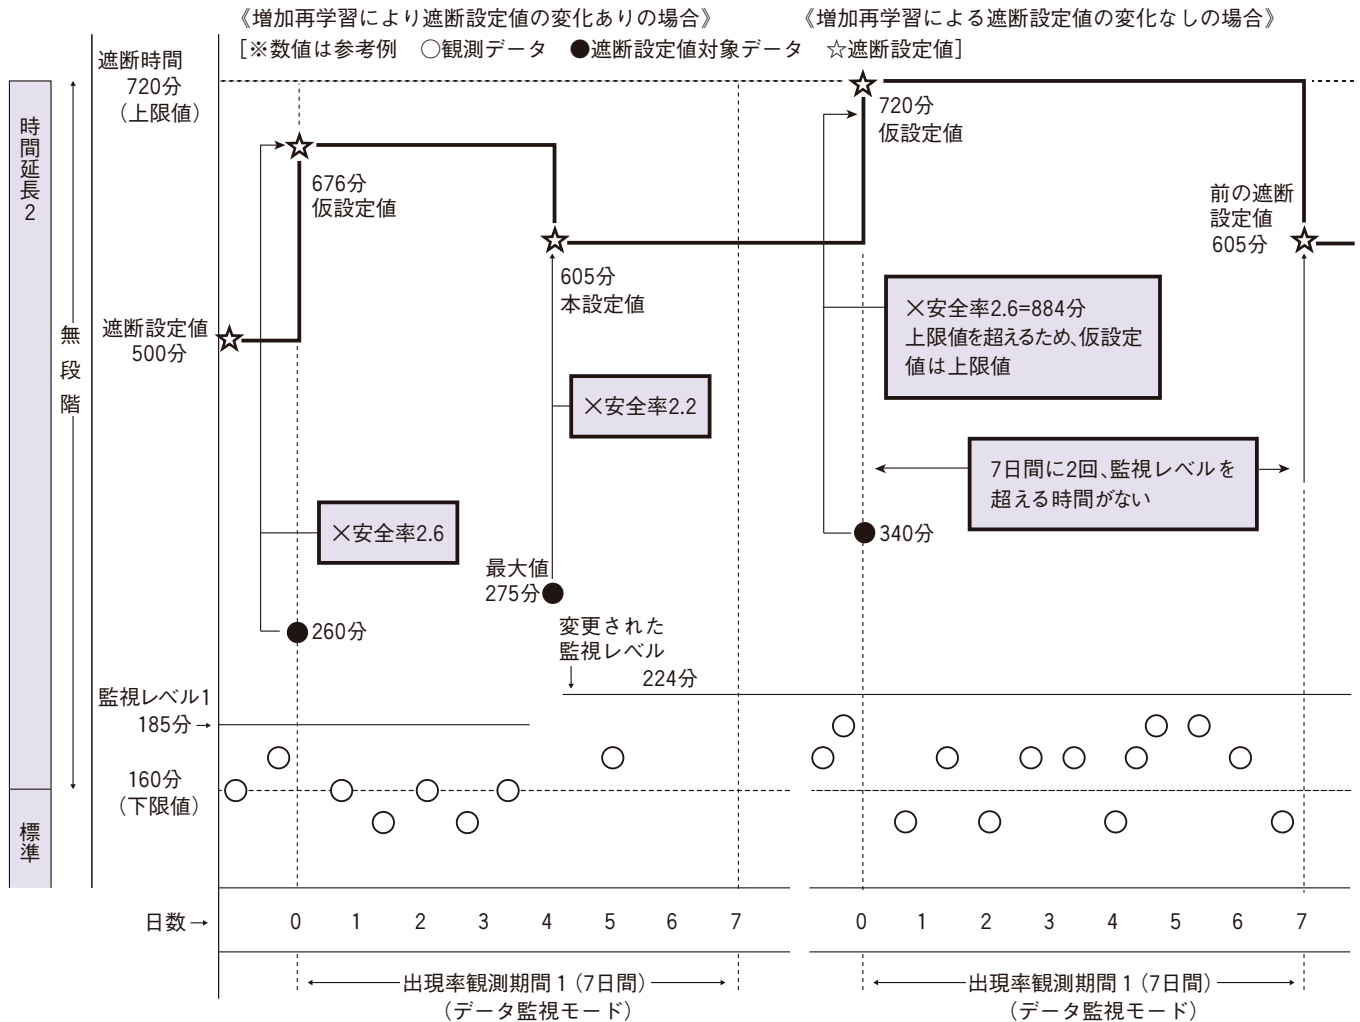 《増加再学習により遮断設定値の変化ありの場合》
《増加再学習による遮断設定値の変化なしの場合》
[※数値は参考例　○観測データ　●遮断設定値対象データ　☆遮断設定値]
遮断時間
720分
(上限値)
時間延長2
無段階
標準
遮断設定値
500分
監視レベル1
185分→
160分
(下限値)
676分
仮設定値
605分
本設定値
×安全率2.2
×安全率2.6
最大値
275分
260分
変更された
監視レベル
224分
720分
仮設定値
前の遮断
設定値
605分
×安全率2.6=884分
上限値を超えるため、仮設定
値は上限値
7日間に2回、監視レベルを
超える時間がない
340分
日数→
0 1 2 3 4 5 6 7
0 1 2 3 4 5 6 7
出現率観測期間1(7日間)
(データ監視モード)
出現率観測期間1(7日間)
(データ監視モード)